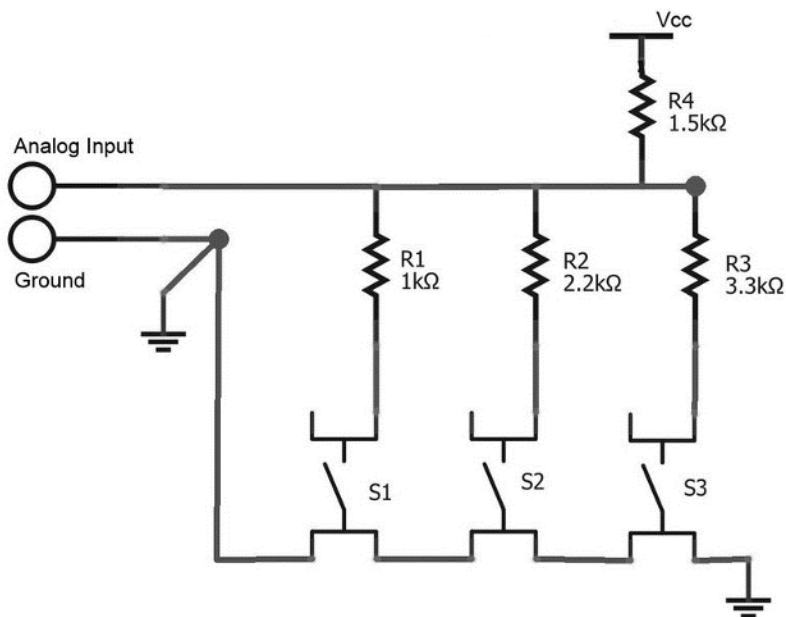 Vcc
R4
1.5kΩ
Analog Input
Ground
R1
1kΩ
R2
2.2kΩ
R3
3.3kΩ
S1
S2
S3